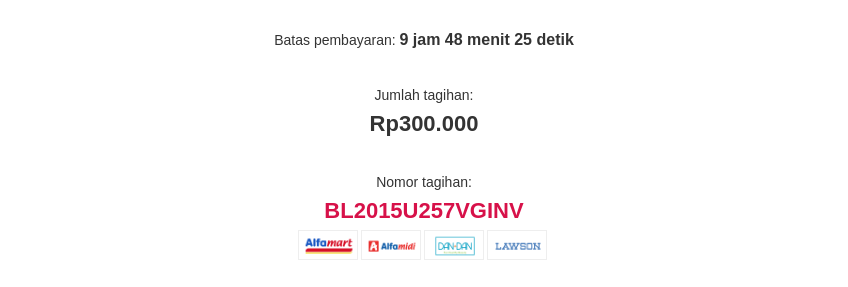 Batas pembayaran: 9 jam 48 menit 25 detik
Jumlah tagihan:
Rp300.000
Nomor tagihan:
BL2015U257VGINV
Alfamart Alfamidi DAN+DAN LAWSON